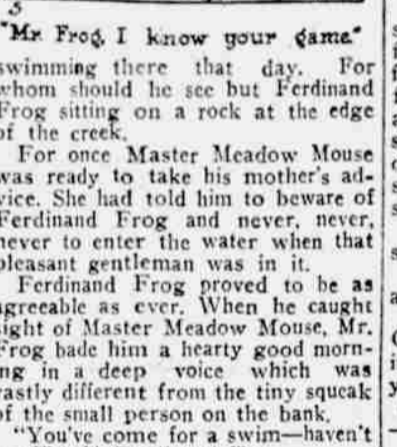 5
"Mr. Frog, I know your game."
swimming there that day. For
whom should he see but Ferdinand
Frog sitting on a rock at the edge
of the creek.
For once Master Meadow Mouse
was ready to take his mother's ad-
vice. She had told him to beware of
Ferdinand Frog and never, never,
never to enter the water when that
pleasant gentleman was in it.
Ferdinand Frog proved to be as
agreeable as ever. When he caught
sight of Master Meadow Mouse, Mr.
Frog bade him a hearty good morn-
ing in a deep voice which was
vastly different from the tiny squeak
of the small person on the bank.
"You've come for a swim—haven't